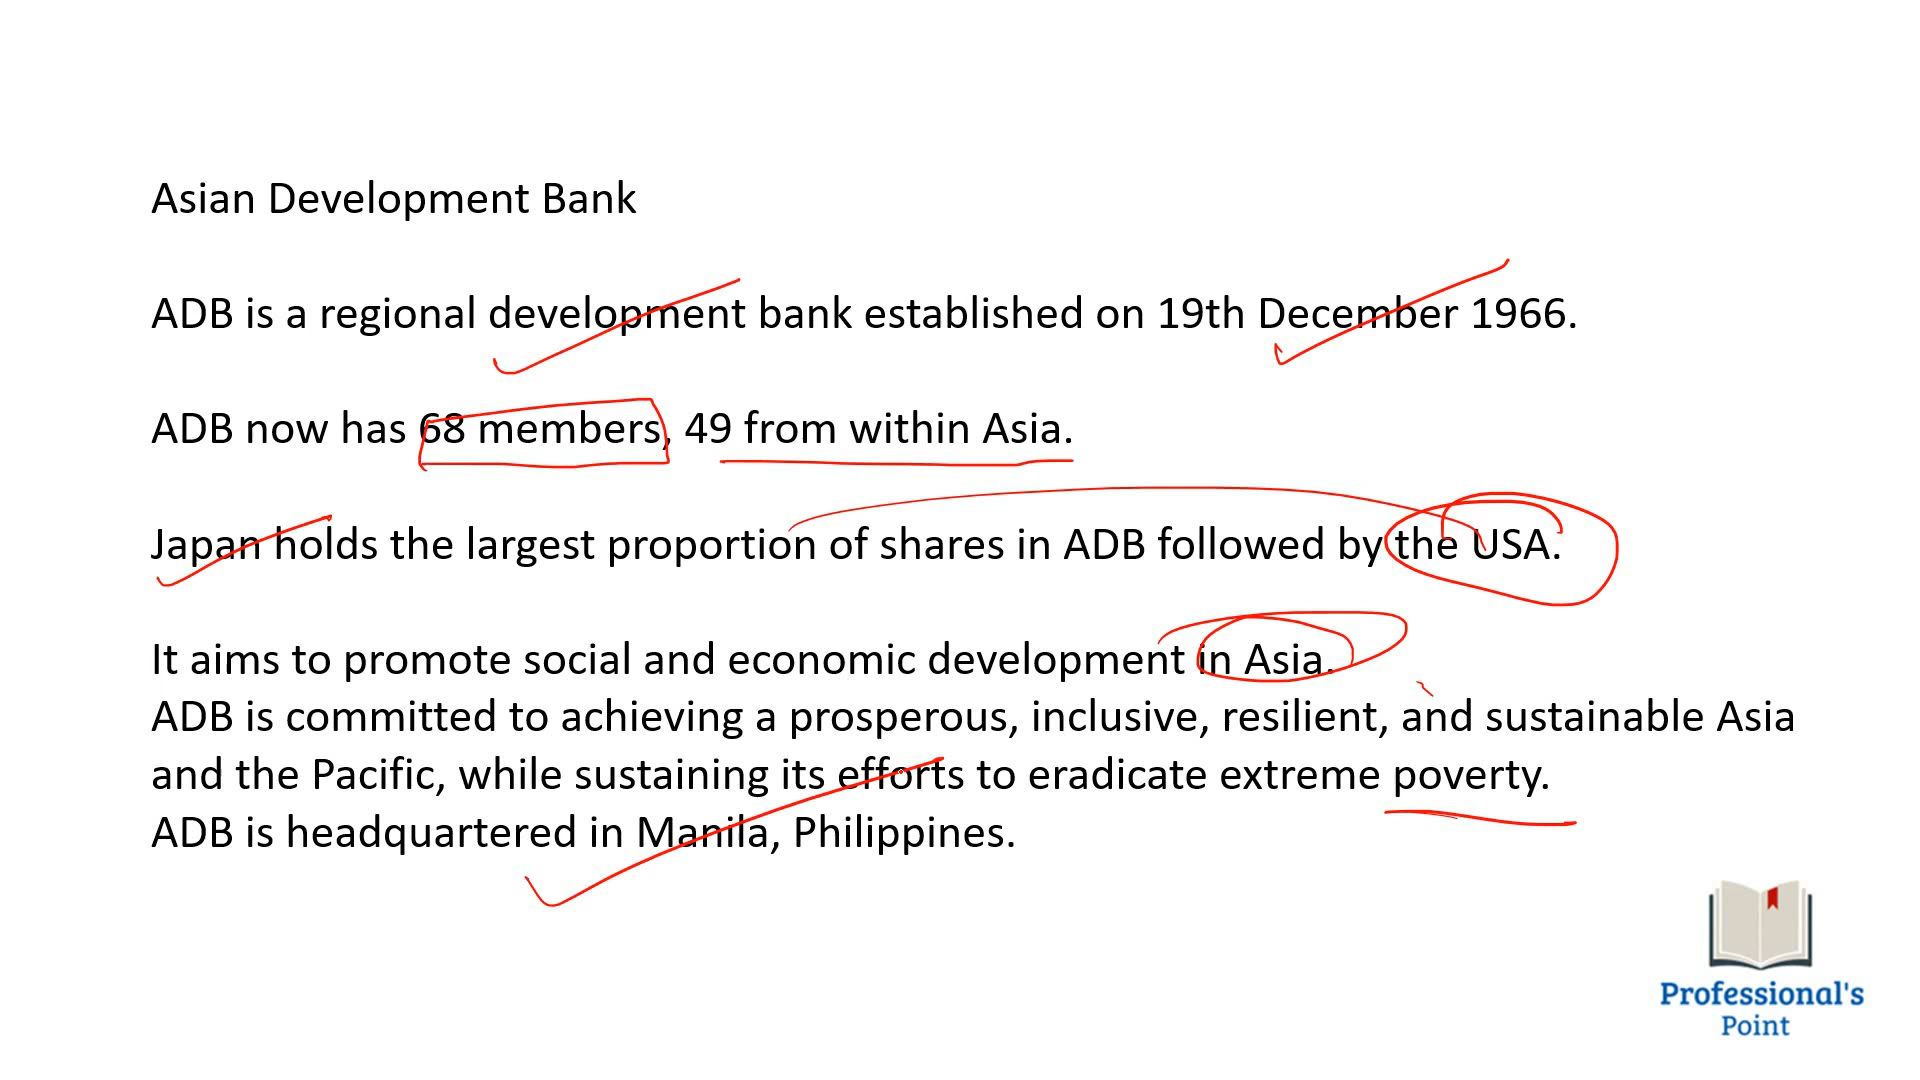 Asian Development Bank
ADB is a regional development bank established on 19th December 1966.
ADB now has 68 members, 49 from within Asia.
Japan holds the largest proportion of shares in ADB followed by the USA.
It aims to promote social and economic development in Asia.
ADB is committed to achieving a prosperous, inclusive, resilient, and sustainable Asia
and the Pacific, while sustaining its efforts to eradicate extreme poverty.
ADB is headquartered in Manila, Philippines.
Professional's
Point